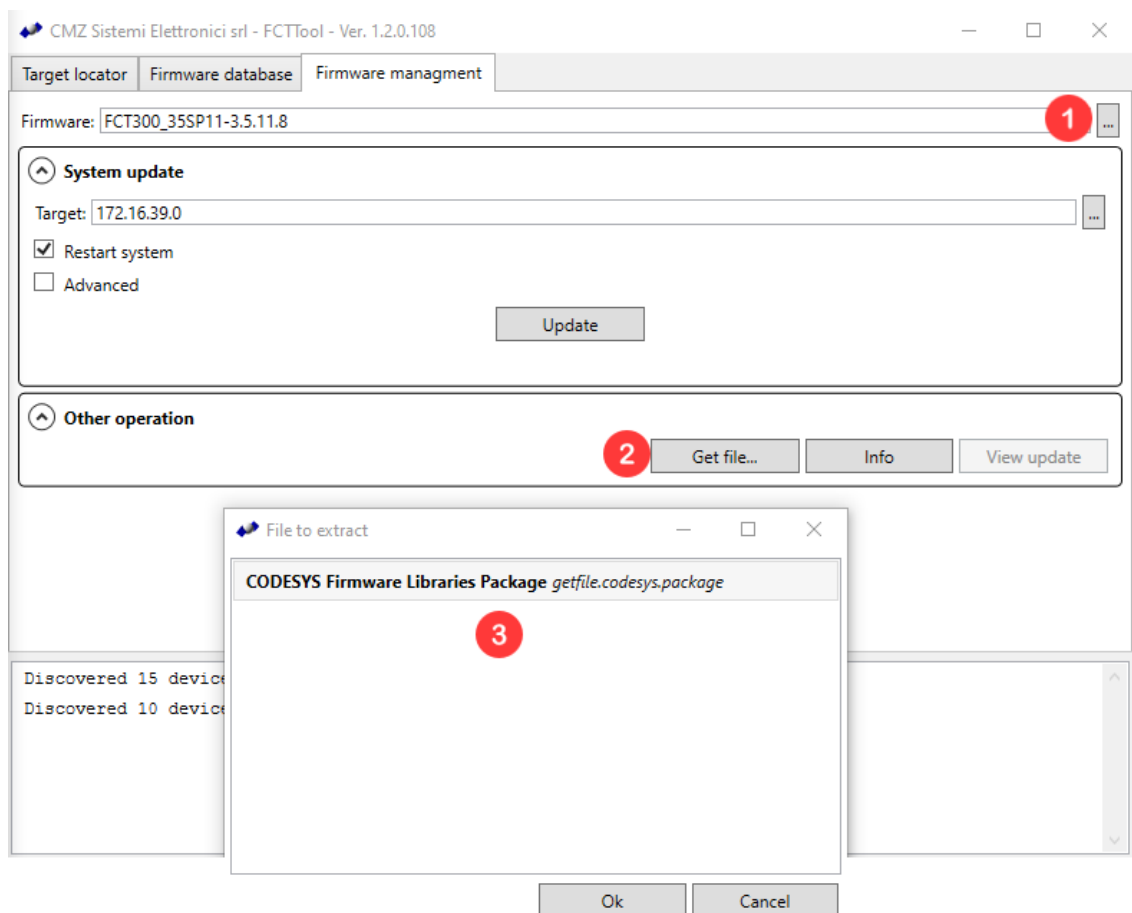 CMZ Sistemi Elettronici srl - FCTTool - Ver. 1.2.0.108
Target locator Firmware database Firmware managment
Firmware: FCT300_35SP11-3.5.11.8 1 ...
System update
Target: 172.16.39.0 ...
Restart system
Advanced
Update
Other operation
2 Get file... Info View update
File to extract
CODESYS Firmware Libraries Package getfile.codesys.package
3
Discovered 15 device
Discovered 10 device
Ok Cancel